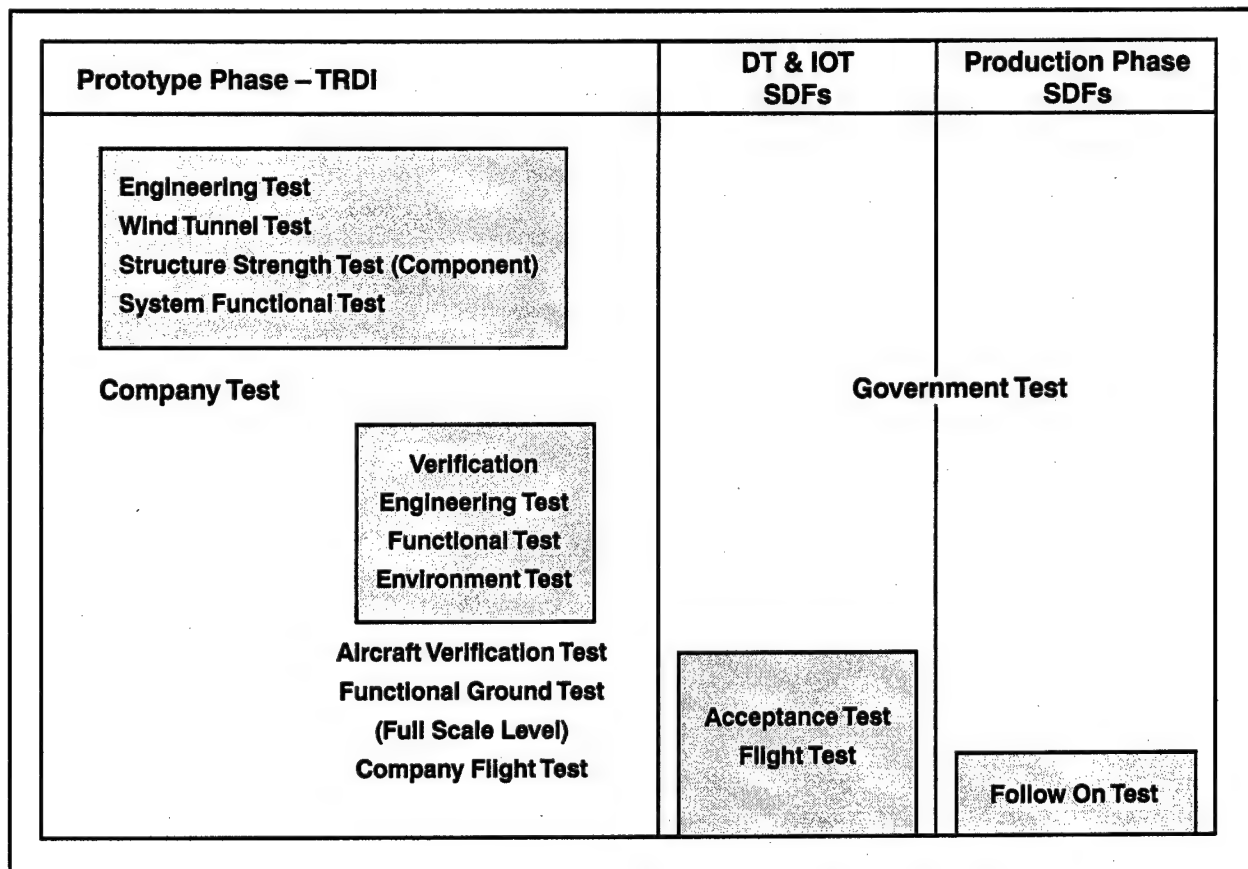 Prototype Phase – TRDI
DT & IOT
SDFs
Production Phase
SDFs
Engineering Test
Wind Tunnel Test
Structure Strength Test (Component)
System Functional Test
Company Test
Government Test
Verification
Engineering Test
Functional Test
Environment Test
Aircraft Verification Test
Functional Ground Test
(Full Scale Level)
Company Flight Test
Acceptance Test
Flight Test
Follow On Test